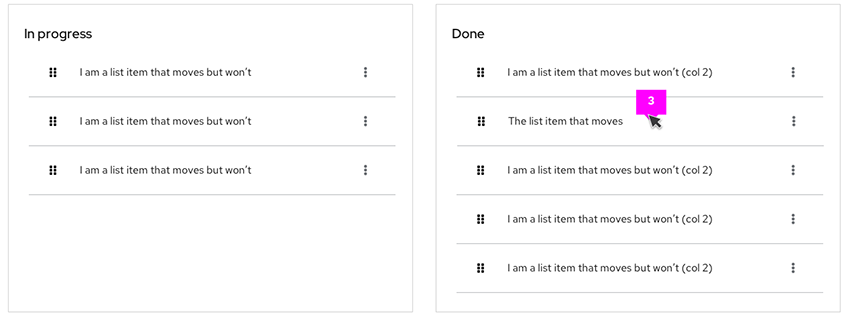 In progress
I am a list item that moves but won't
I am a list item that moves but won't
I am a list item that moves but won't
Done
I am a list item that moves but won't (col 2)
3
The list item that moves
I am a list item that moves but won't (col 2)
I am a list item that moves but won't (col 2)
I am a list item that moves but won't (col 2)